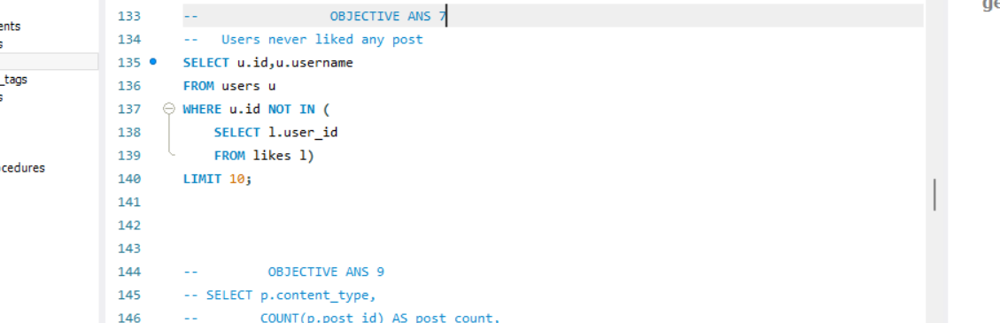 ents
s
_tags
s
cedures
ge
133 -- OBJECTIVE ANS 7
134 -- Users never liked any post
135 SELECT u.id,u.username
136 FROM users u
137 WHERE u.id NOT IN (
138 SELECT l.user_id
139 FROM likes l)
140 LIMIT 10;
141
142
143
144 -- OBJECTIVE ANS 9
145 -- SELECT p.content_type,
146 -- COUNT(p.post_id) AS post_count,